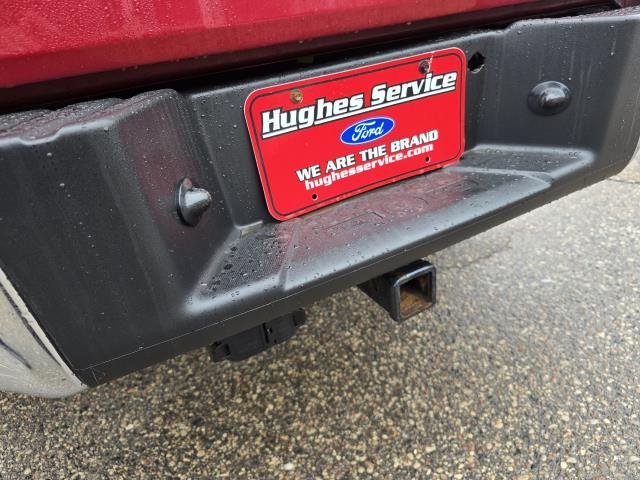 Hughes Service
Ford
WE ARE THE BRAND
hughesservice.com